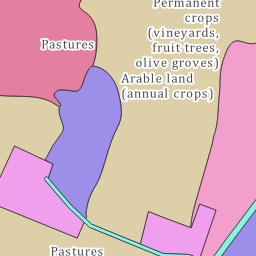 Permanent
crops
(vineyards,
fruit trees,
olive groves)
Pastures
Arable land
(annual crops)
Pastures